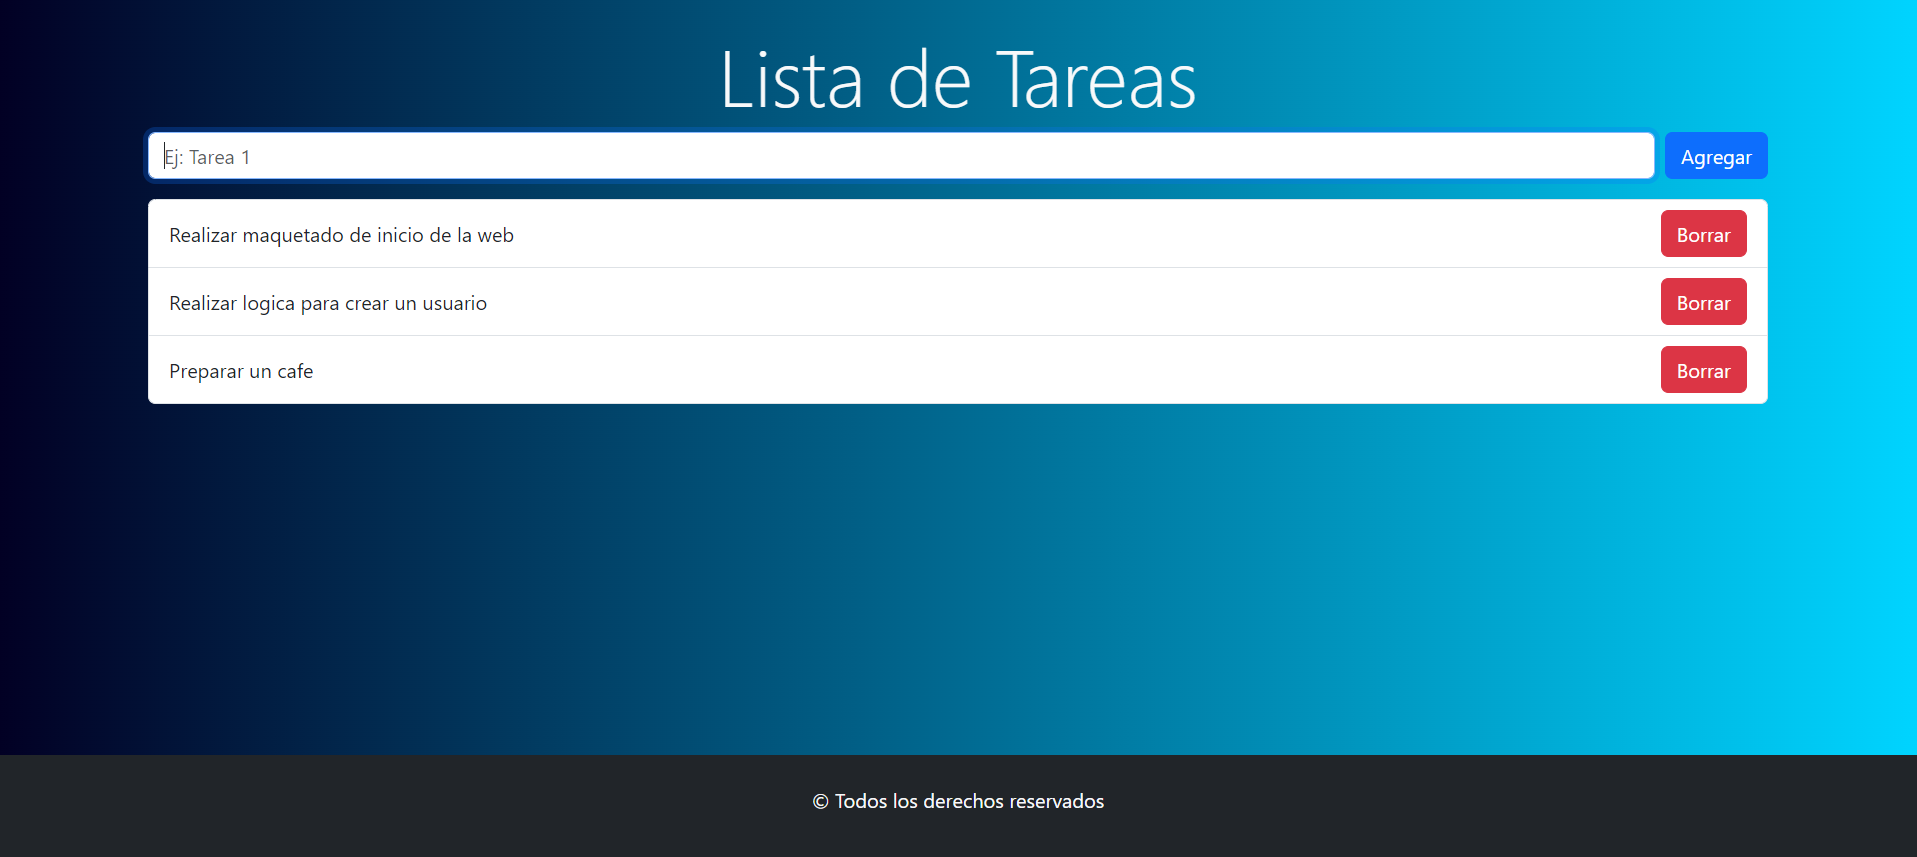 Lista de Tareas
Ej: Tarea 1
Agregar
Realizar maquetado de inicio de la web
Borrar
Realizar logica para crear un usuario
Borrar
Preparar un cafe
Borrar
© Todos los derechos reservados